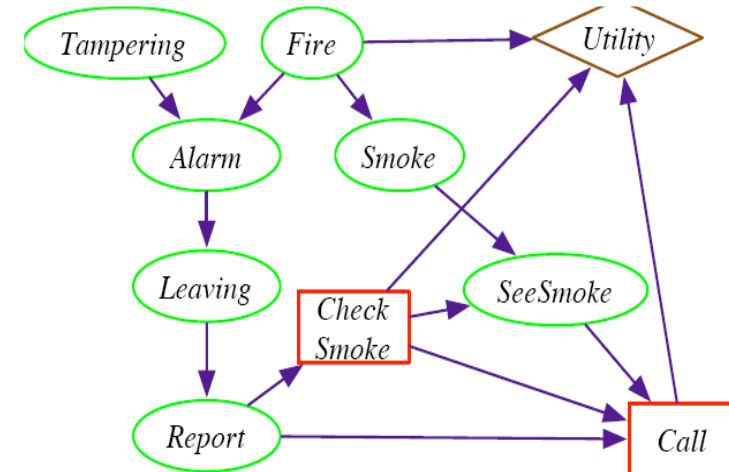 Tampering
Fire
Utility
Alarm
Smoke
Leaving
Check
Smoke
SeeSmoke
Report
Call